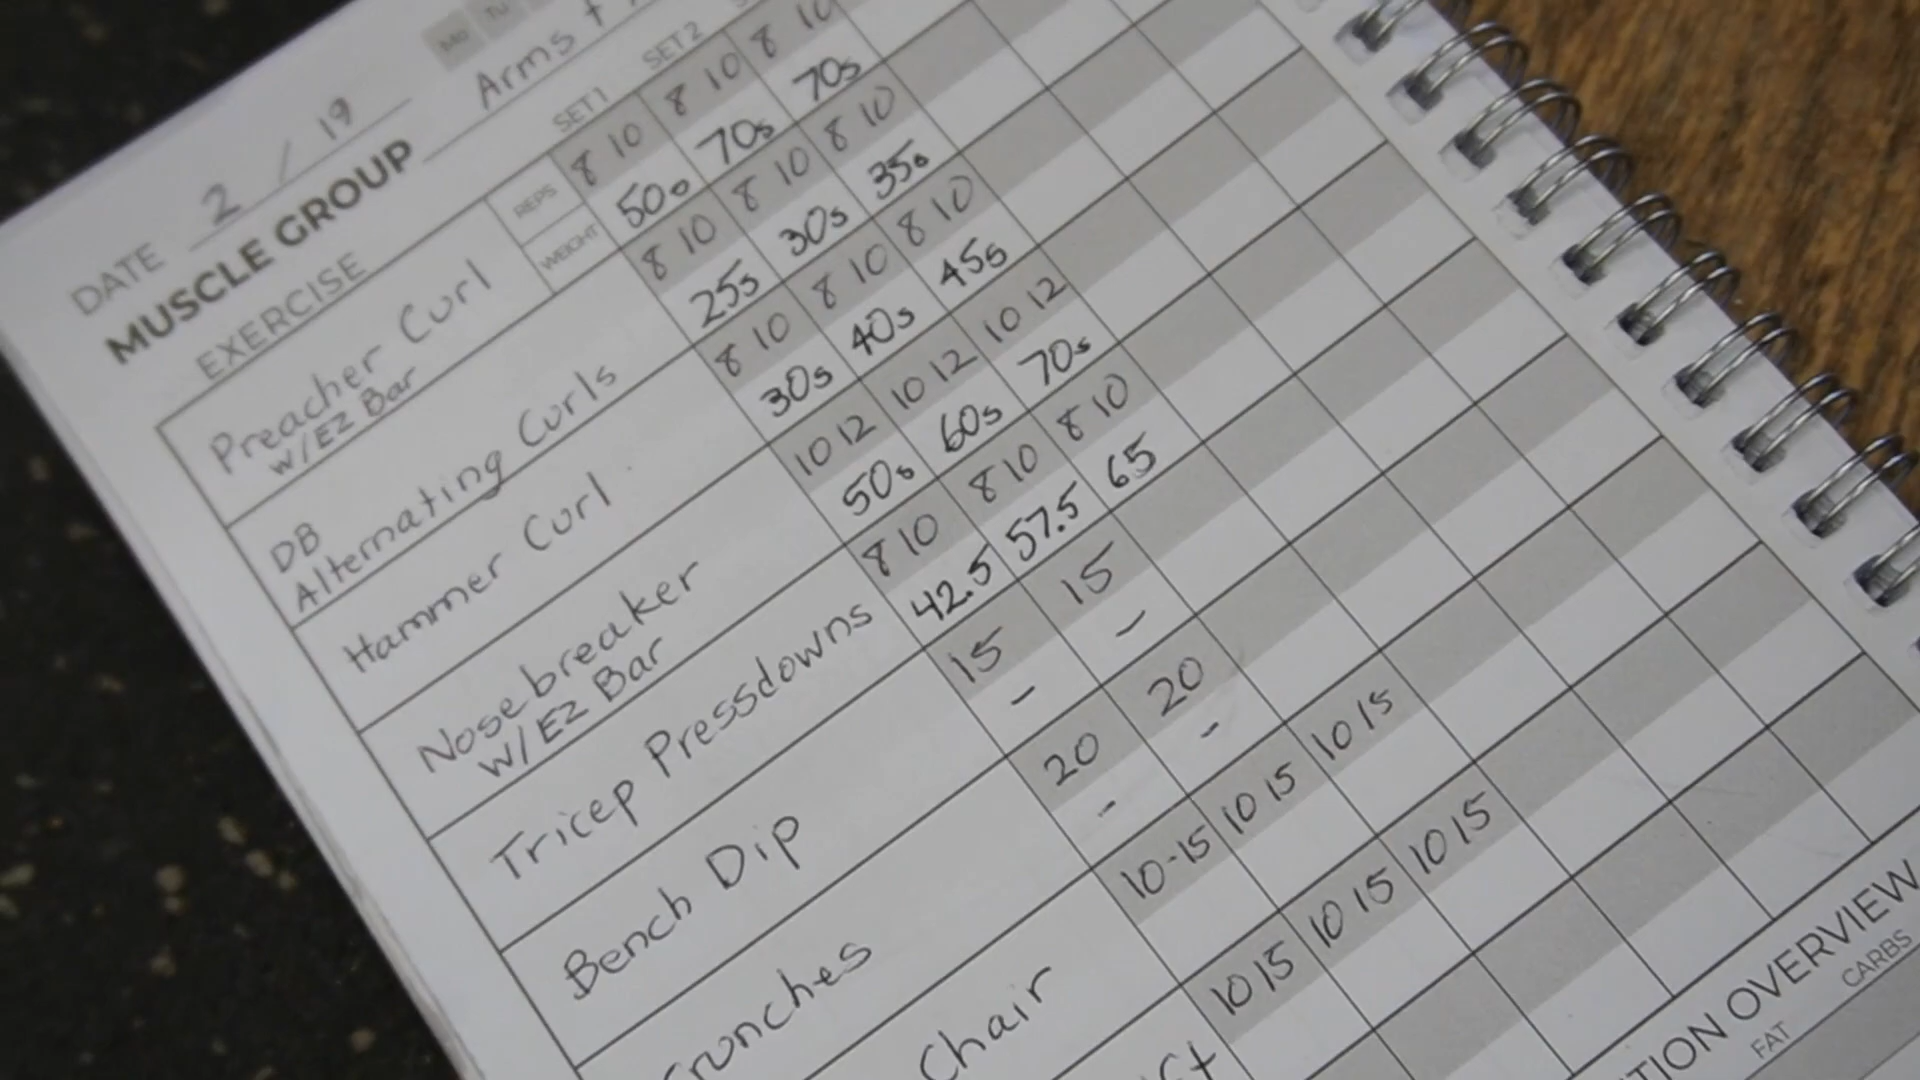 Mo Tu
DATE 2 / 19
MUSCLE GROUP Arms +
EXERCISE SET 1 SET 2
REPS 8 10 8 10 8 10
Preacher Curl
w/EZ Bar
WEIGHT 50s 70s 70s
8 10 8 10 8 10
DB
Alternating Curls
25s 30s 35s
8 10 8 10 8 10
Hammer Curl
30s 40s 45s
10 12 10 12 10 12
Nosebreaker
W/EZ Bar
50s 60s 70s
8 10 8 10 8 10
Tricep Pressdowns
42.5 57.5 65
15 15
Bench Dip
- -
20 20
Crunches
- -
10-15 10 15 10 15
Chair
10 15 10 15 10 15
TION OVERVIEW
FAT CARBS